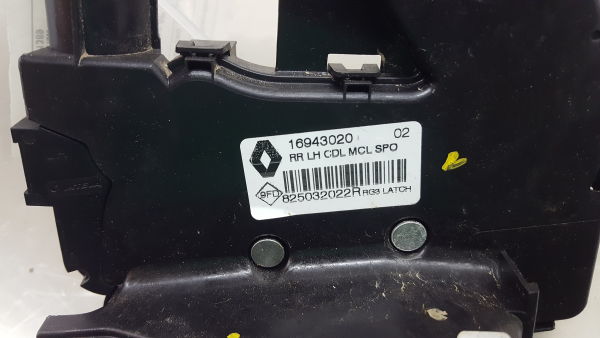 16943020 02
RR LH CDL MCL SPO
9FD
825032022R RG3 LATCH